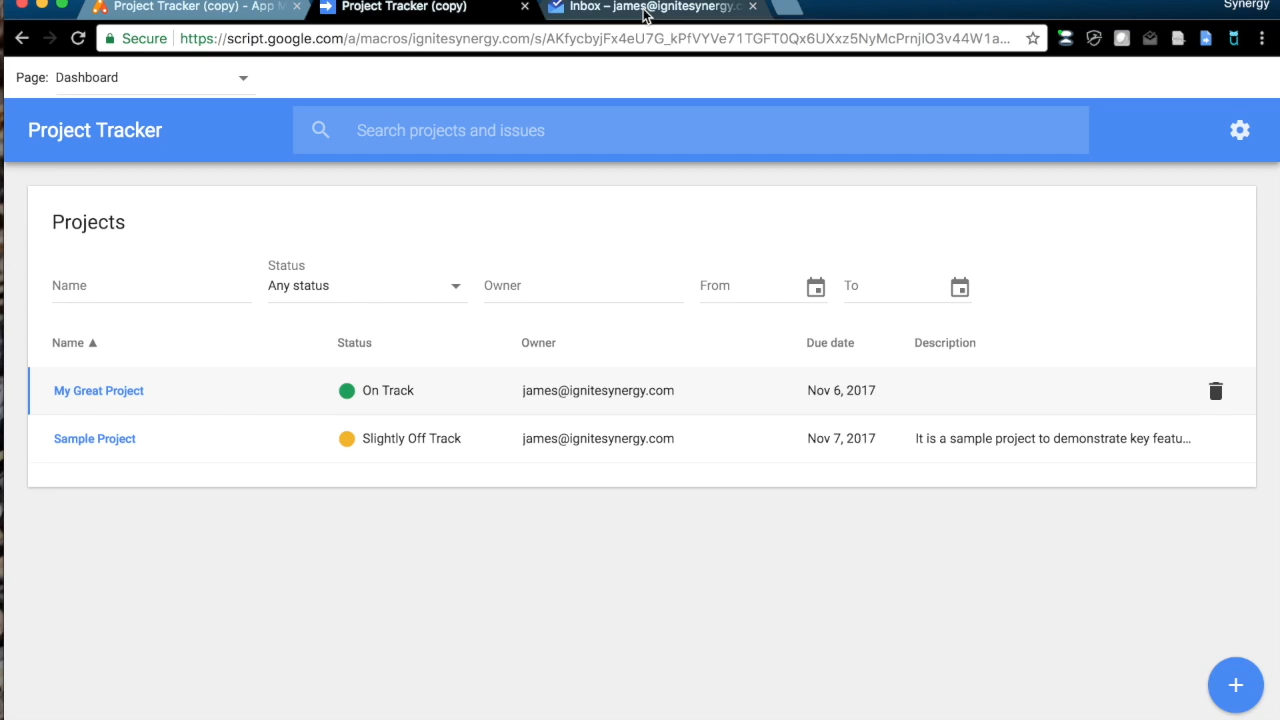 Project Tracker (copy) - App M
Project Tracker (copy)
Inbox – james@ignitesynergy.c
Synergy
Secure
https://script.google.com/a/macros/ignitesynergy.com/s/AKfycbyjFx4eU7G_kPfVYVe71TGFT0Qx6UXxz5NyMcPrnjIO3v44W1a...
Page: Dashboard
Project Tracker
Search projects and issues
Projects
Status
Name Any status Owner From To
Name ▲ Status Owner Due date Description
My Great Project On Track james@ignitesynergy.com Nov 6, 2017
Sample Project Slightly Off Track james@ignitesynergy.com Nov 7, 2017 It is a sample project to demonstrate key featu...